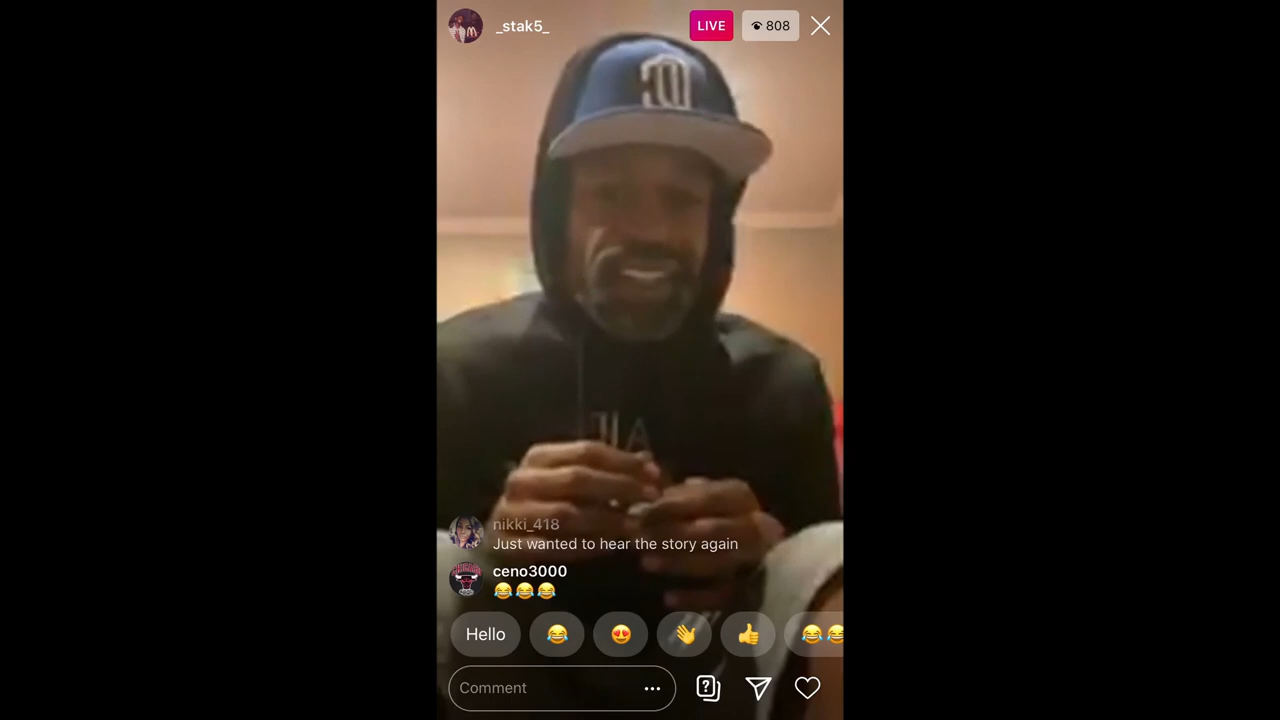 _stak5_
LIVE
808
nikki_418
Just wanted to hear the story again
ceno3000
😂😂😂
Hello
Comment